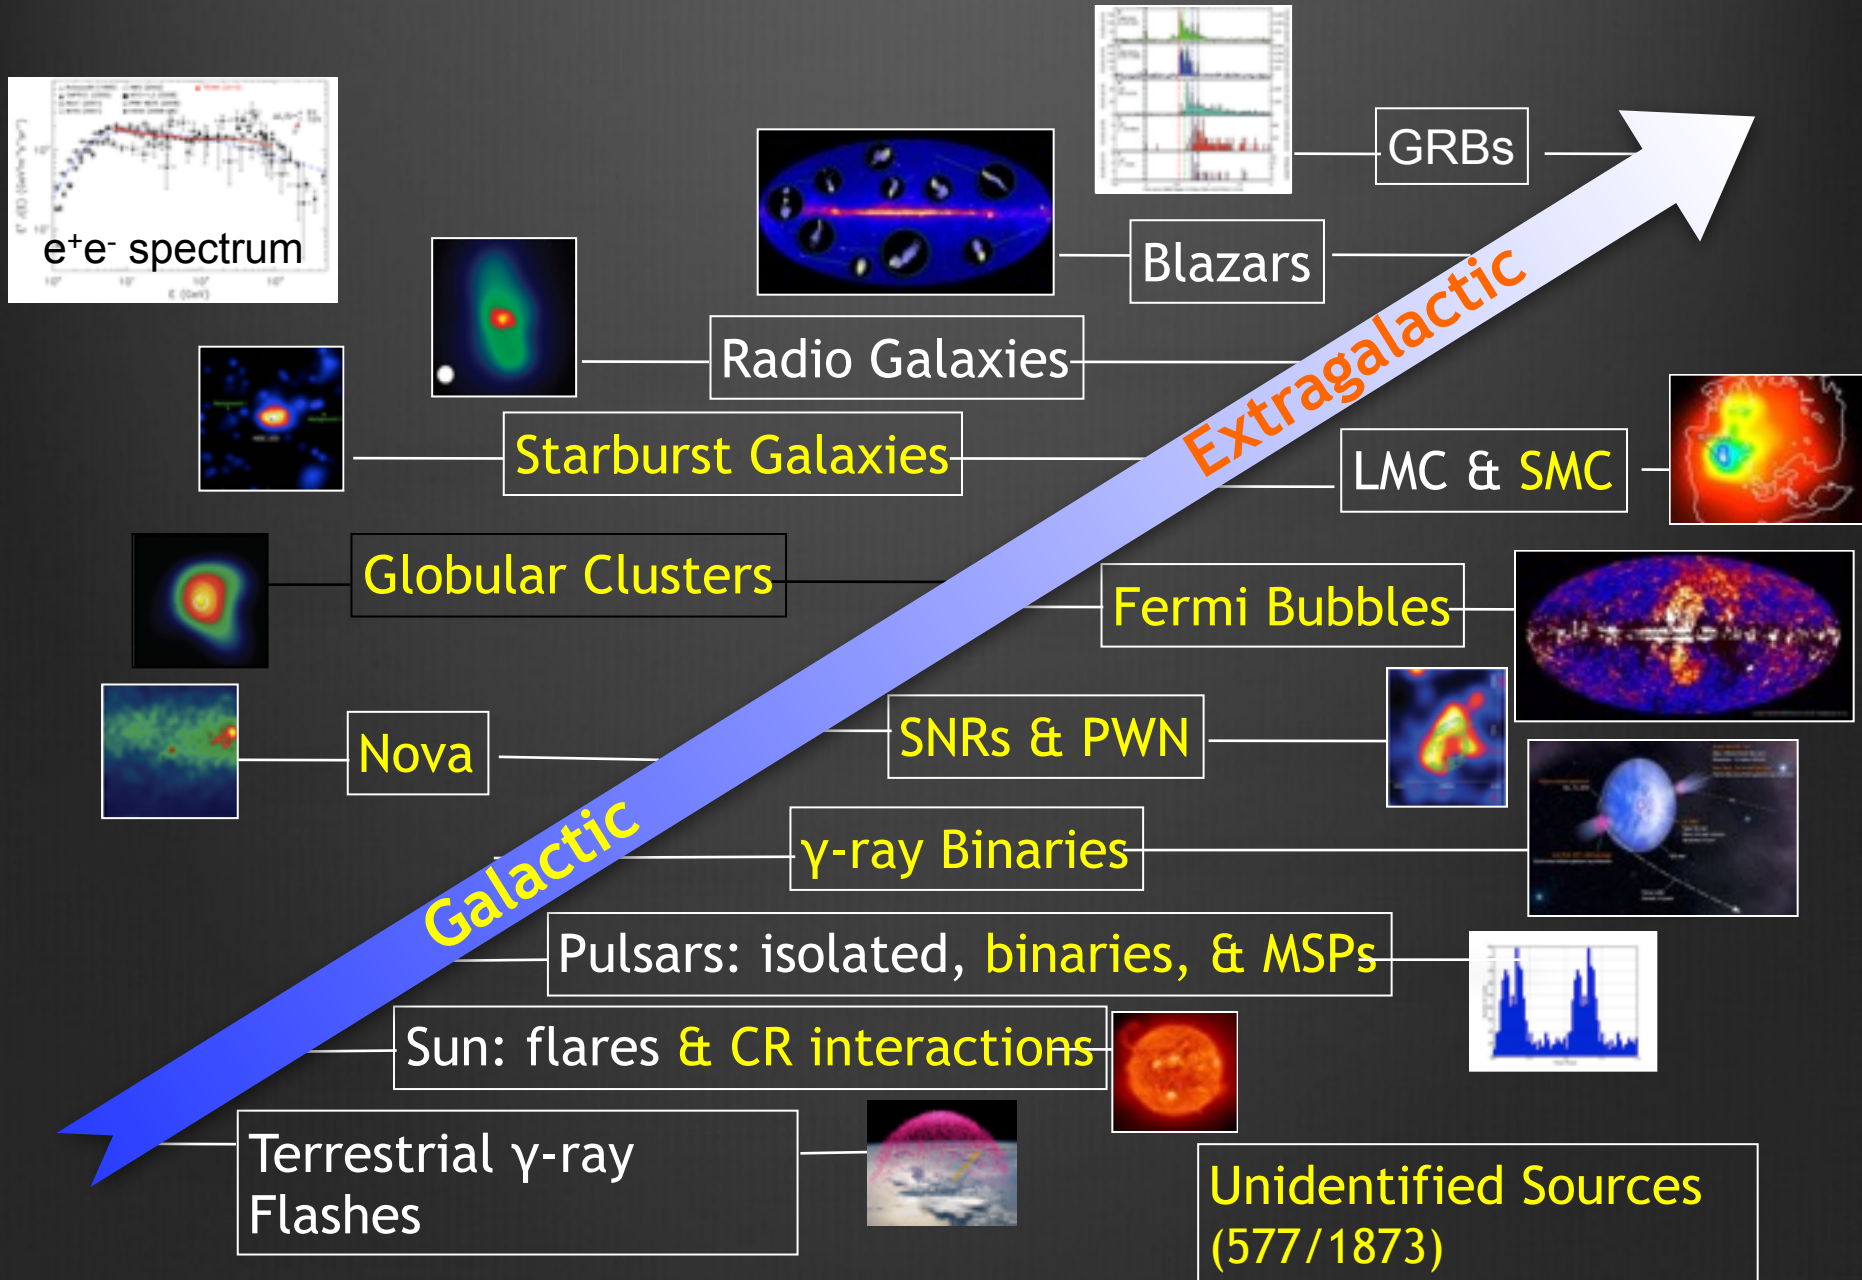 e⁺e⁻ spectrum
E (GeV)
GRBs
Blazars
Radio Galaxies
Extragalactic
Starburst Galaxies
LMC & SMC
Globular Clusters
Fermi Bubbles
Nova
SNRs & PWN
γ-ray Binaries
Galactic
Pulsars: isolated, binaries, & MSPs
Sun: flares & CR interactions
Terrestrial γ-ray
Flashes
Unidentified Sources
(577/1873)